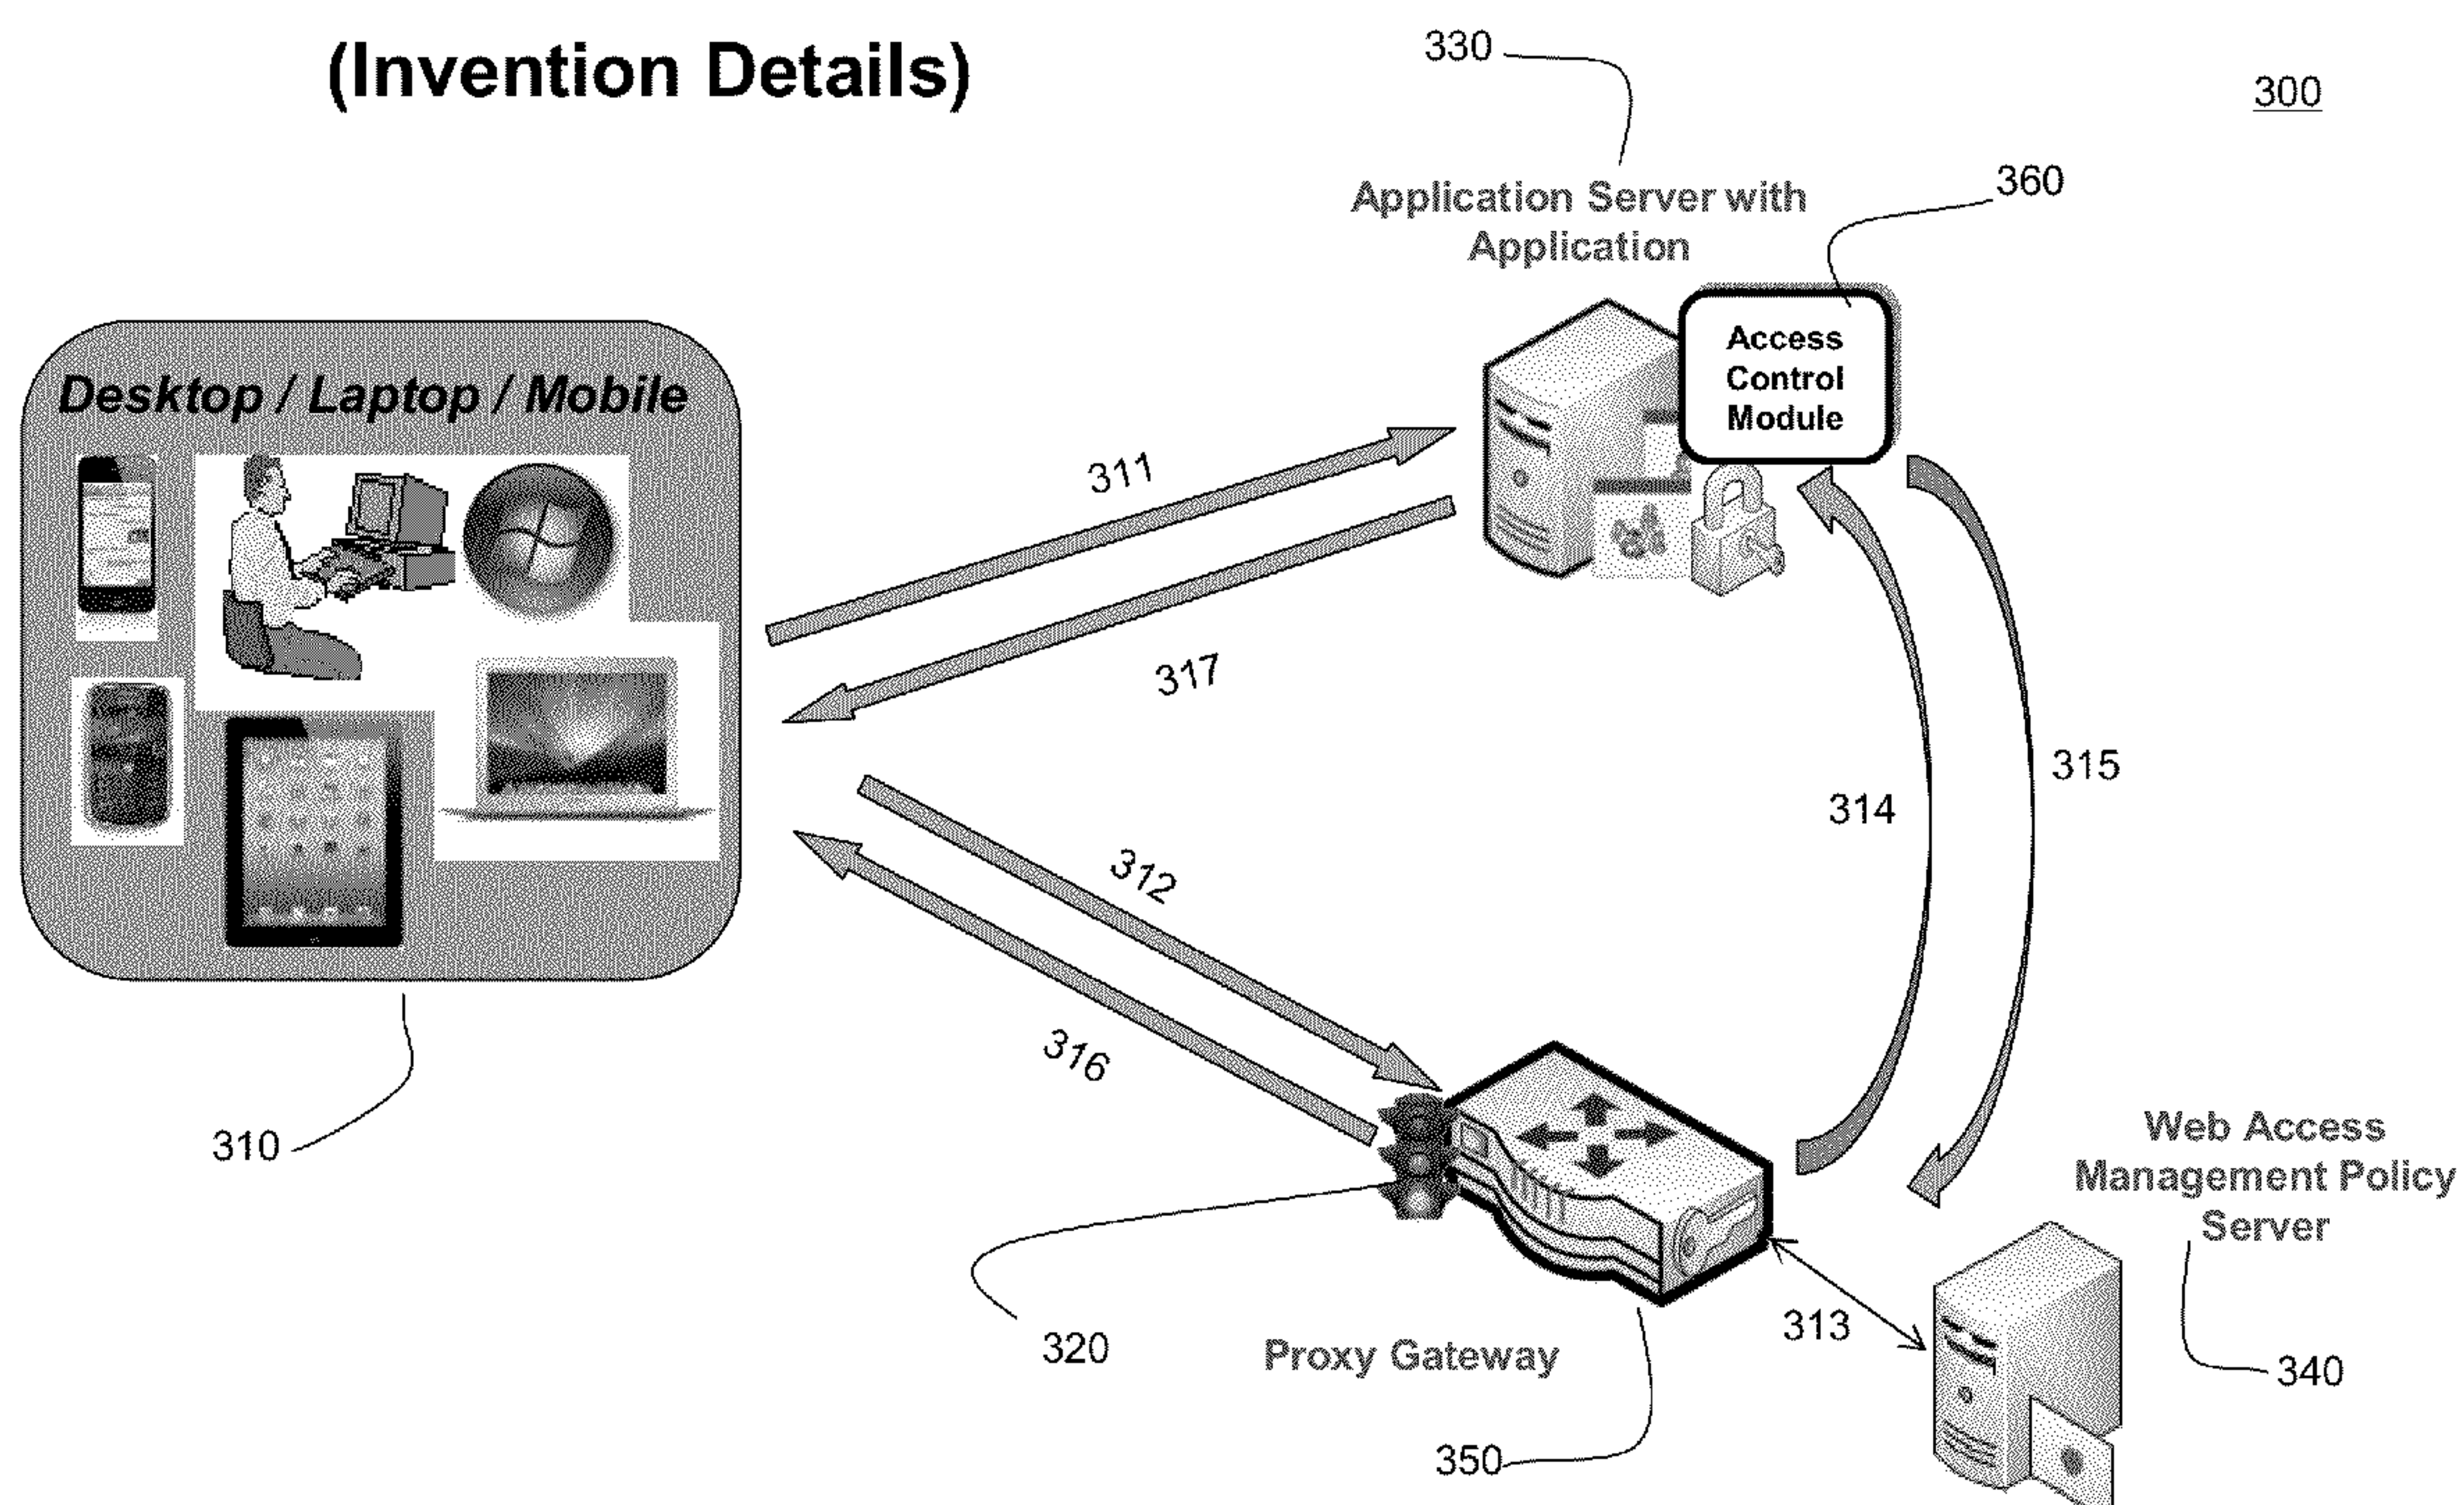 (Invention Details)
330
300
360
Application Server with
Application
Access
Control
Module
Desktop / Laptop / Mobile
311
317
315
314
312
316
310
Web Access
Management Policy
Server
320
Proxy Gateway
313
340
350